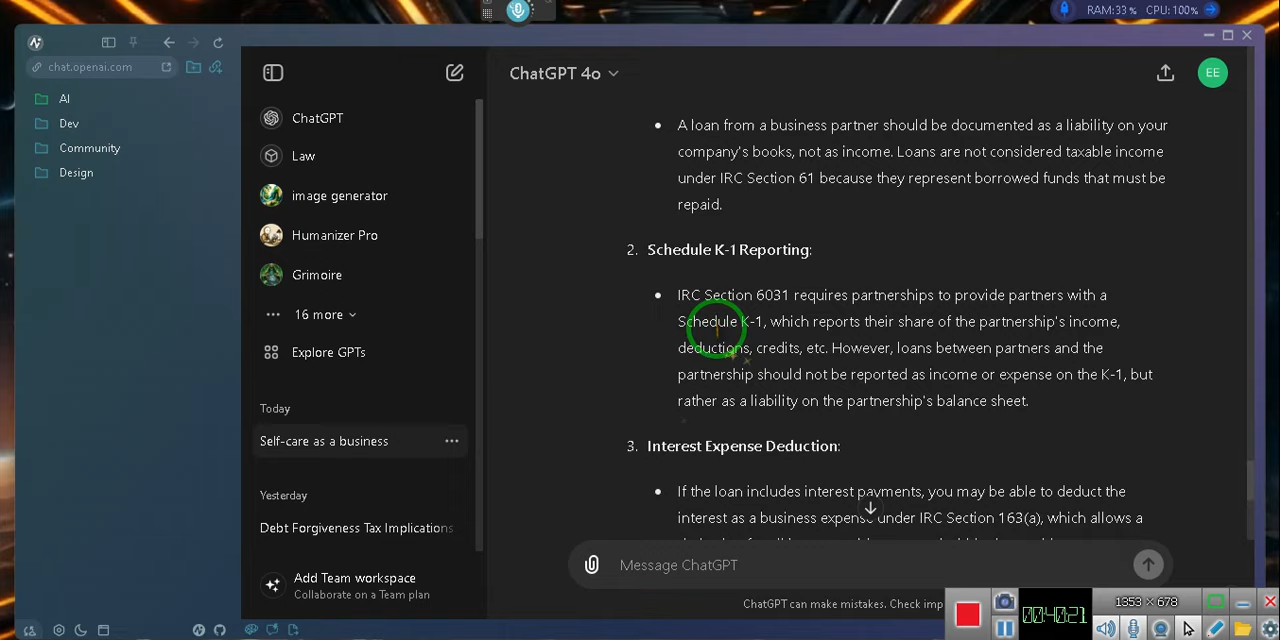 RAM:33 % CPU: 100%
chat.openai.com
AI
Dev
Community
Design
ChatGPT
Law
image generator
Humanizer Pro
Grimoire
16 more
Explore GPTs
Today
Self-care as a business
Yesterday
Debt Forgiveness Tax Implications
Add Team workspace
Collaborate on a Team plan
ChatGPT 4o
EE
• A loan from a business partner should be documented as a liability on your
company's books, not as income. Loans are not considered taxable income
under IRC Section 61 because they represent borrowed funds that must be
repaid.
2. Schedule K-1 Reporting:
• IRC Section 6031 requires partnerships to provide partners with a
Schedule K-1, which reports their share of the partnership's income,
deductions, credits, etc. However, loans between partners and the
partnership should not be reported as income or expense on the K-1, but
rather as a liability on the partnership's balance sheet.
3. Interest Expense Deduction:
• If the loan includes interest payments, you may be able to deduct the
interest as a business expense under IRC Section 163(a), which allows a
Message ChatGPT
ChatGPT can make mistakes. Check imp
00:40:21
1353 × 678